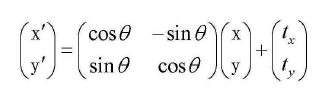 x′ = cosθ −sinθ x + t_x
y′ sinθ cosθ y t_y